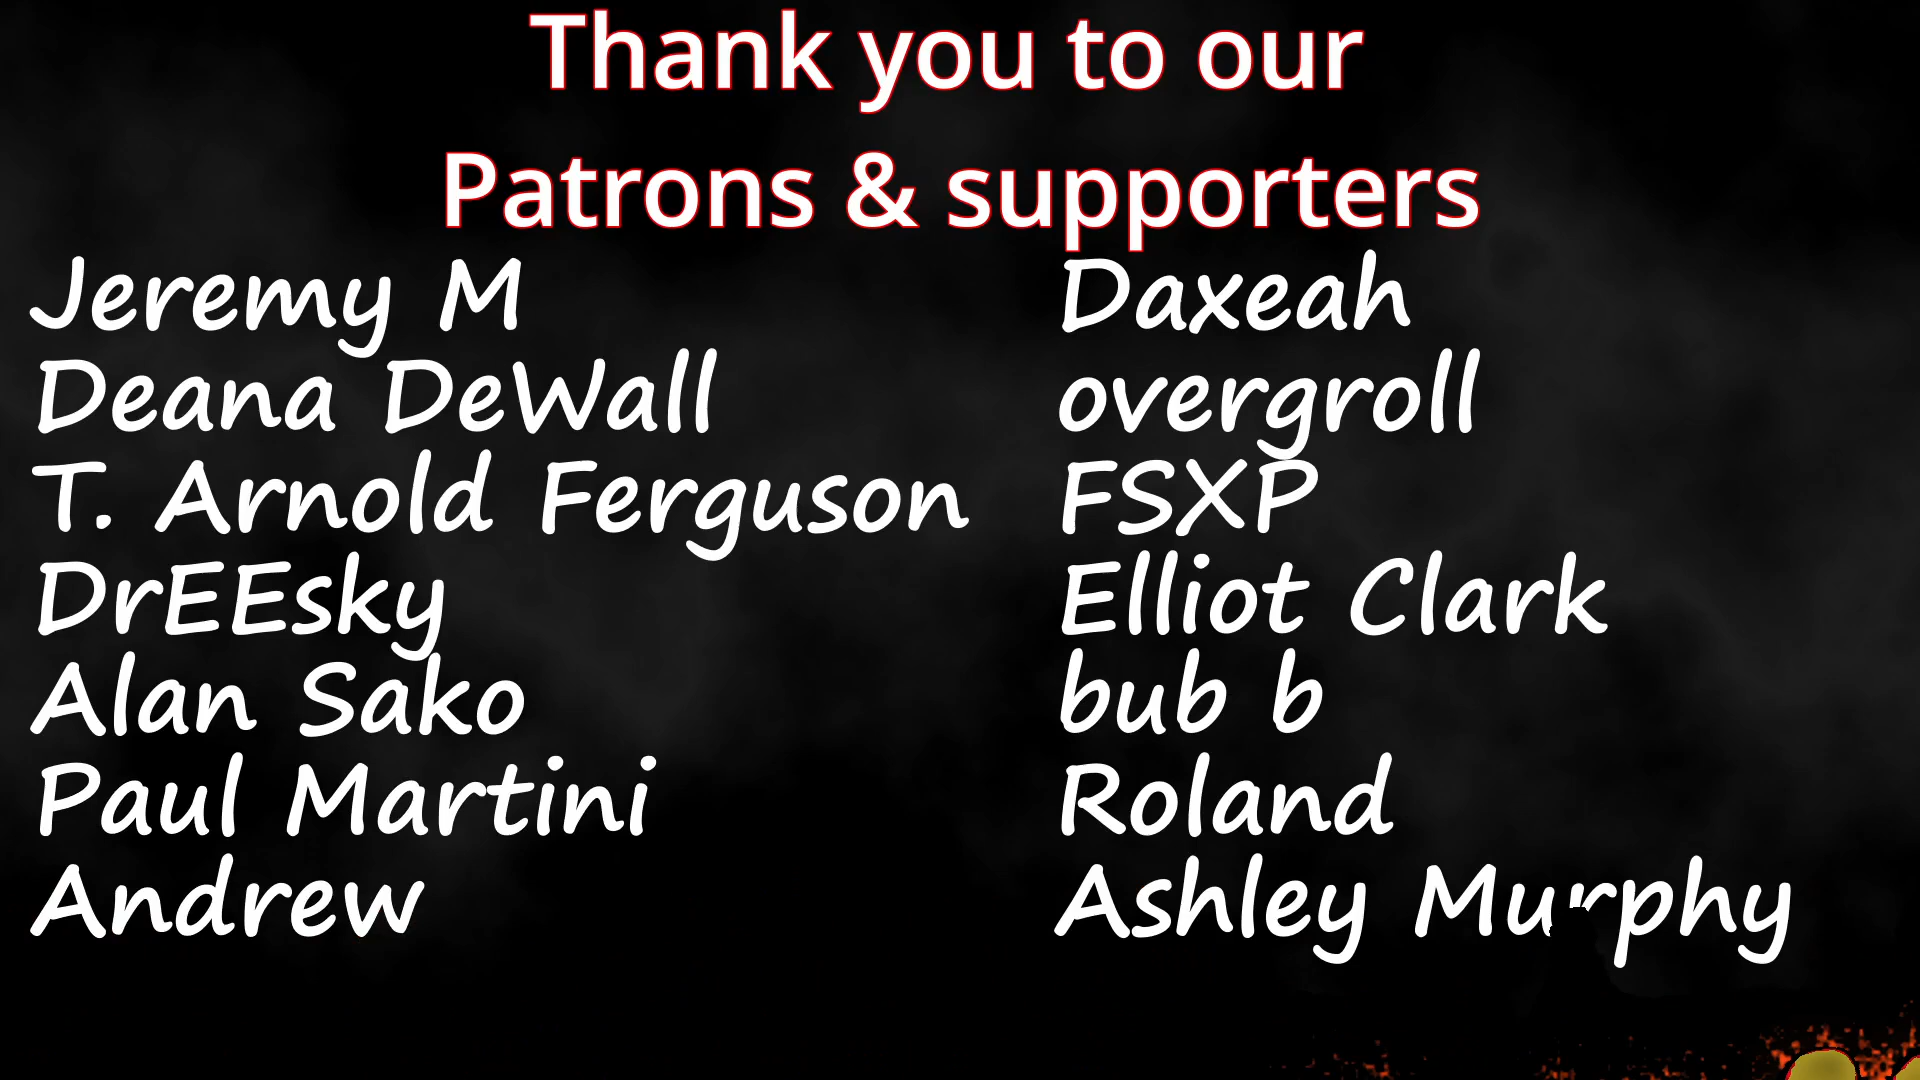 Thank you to our
Patrons & supporters
Jeremy M
Deana DeWall
T. Arnold Ferguson
DrEEsky
Alan Sako
Paul Martini
Andrew
Daxeah
overgroll
FSXP
Elliot Clark
bub b
Roland
Ashley Murphy